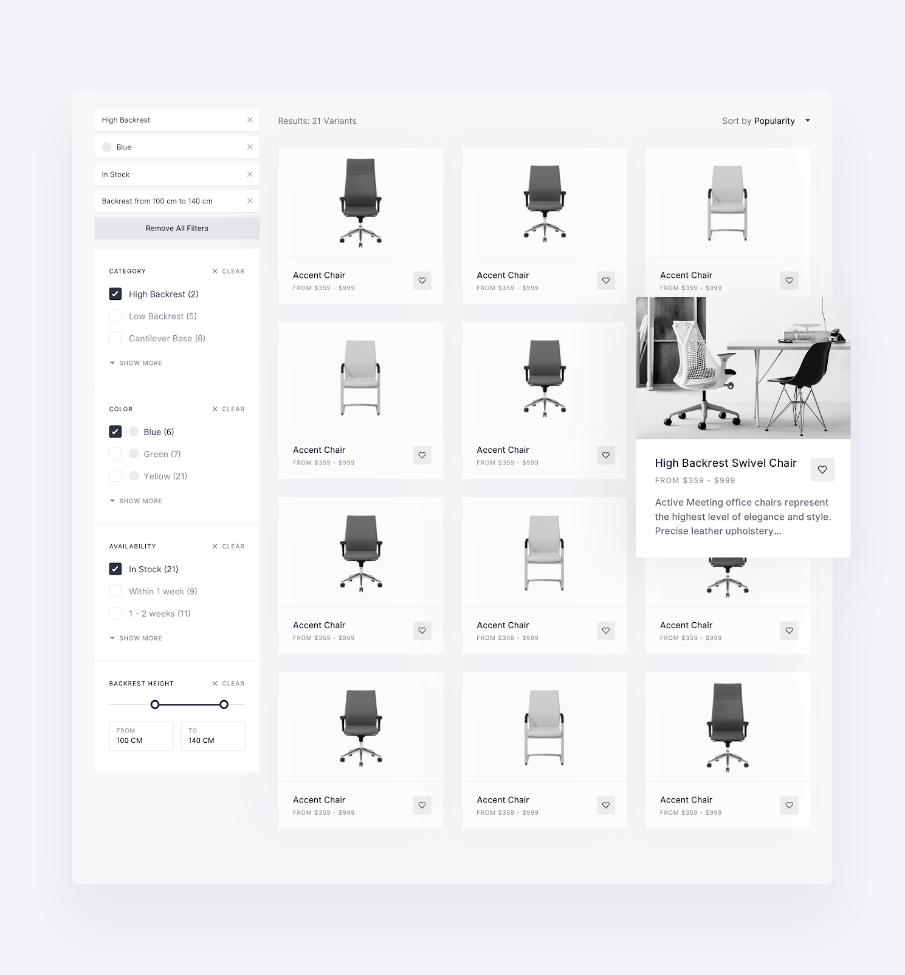 High Backrest
Blue
In Stock
Backrest from 100 cm to 140 cm
Remove All Filters
CATEGORY CLEAR
High Backrest (2)
Low Backrest (5)
Cantilever Base (6)
SHOW MORE
COLOR CLEAR
Blue (6)
Green (7)
Yellow (21)
SHOW MORE
AVAILABILITY CLEAR
In Stock (21)
Within 1 week (9)
1 - 2 weeks (11)
SHOW MORE
BACKREST HEIGHT CLEAR
FROM
100 CM
TO
140 CM
Results: 21 Variants
Sort by Popularity
Accent Chair
FROM $359 - $999
Accent Chair
FROM $359 - $999
Accent Chair
FROM $359 - $999
Accent Chair
FROM $359 - $999
Accent Chair
FROM $359 - $999
High Backrest Swivel Chair
FROM $359 - $999
Active Meeting office chairs represent
the highest level of elegance and style.
Precise leather upholstery...
Accent Chair
FROM $359 - $999
Accent Chair
FROM $359 - $999
Accent Chair
FROM $359 - $999
Accent Chair
FROM $359 - $999
Accent Chair
FROM $359 - $999
Accent Chair
FROM $359 - $999